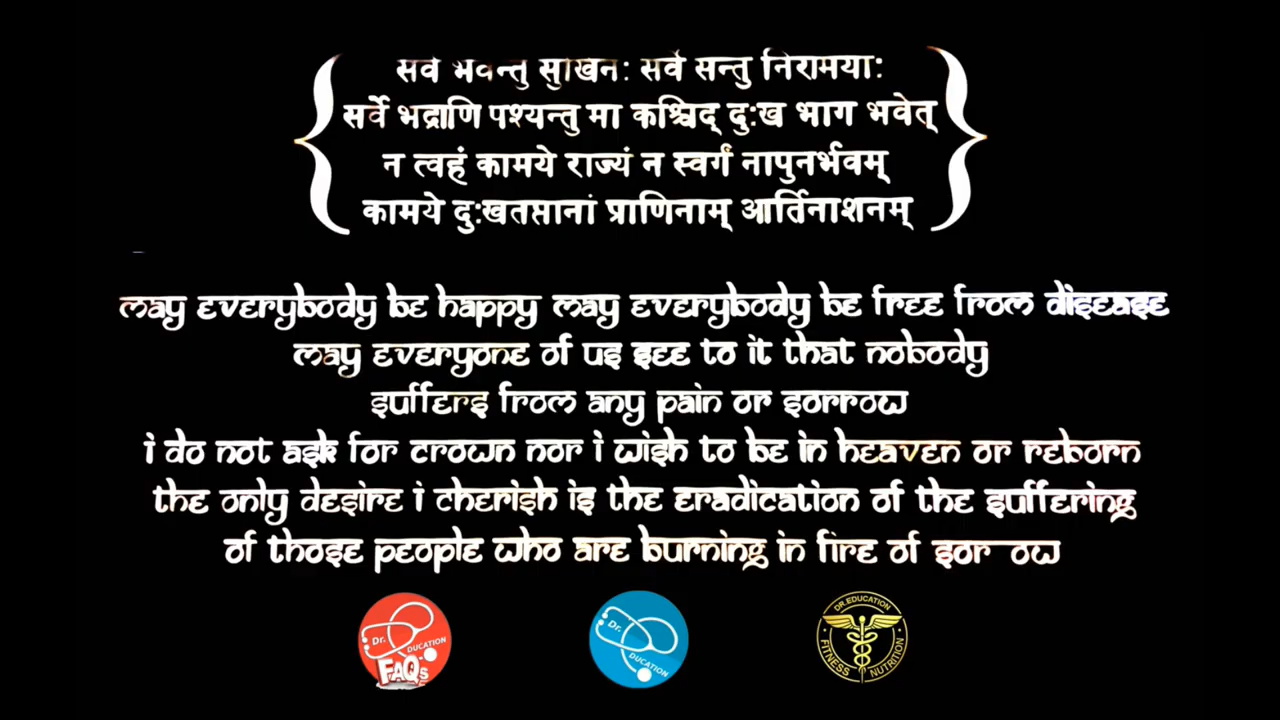 सर्वे भवन्तु सुखिन: सर्वे सन्तु निरामया:
सर्वे भद्राणि पश्यन्तु मा कश्चिद् दु:ख भाग भवेत्
न त्वहं कामये राज्यं न स्वर्गं नापुनर्भवम्
कामये दु:खतप्तानां प्राणिनाम् आर्तिनाशनम्
may everybody be happy may everybody be free from disease
may everyone of us see to it that nobody
suffers from any pain or sorrow
i do not ask for crown nor i wish to be in heaven or reborn
the only desire i cherish is the eradication of the suffering
of those people who are burning in fire of sor ow
Dr. EDUCATION FAQs
Dr. EDUCATION
DR.EDUCATION FITNESS NUTRITION